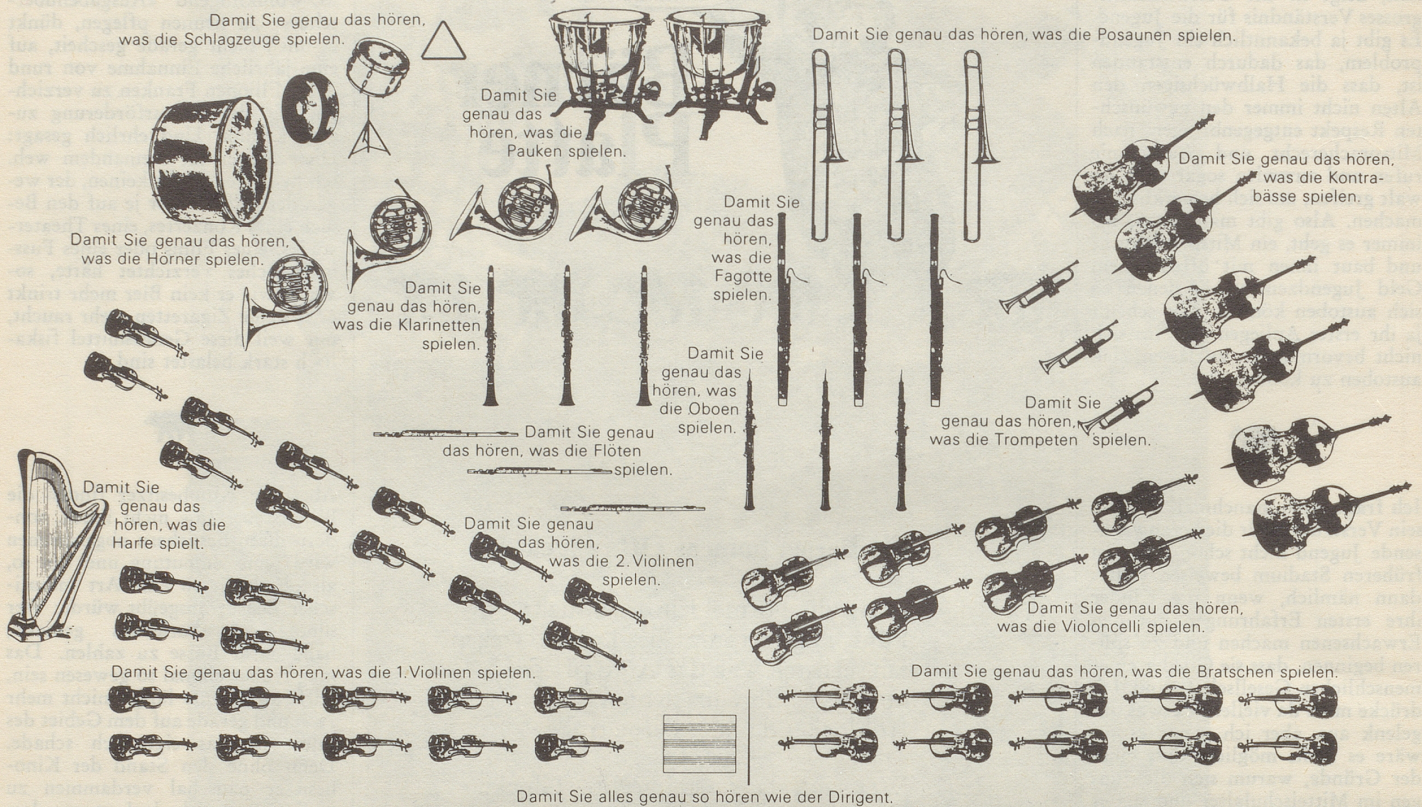 Damit Sie genau das hören,
was die Schlagzeuge spielen.
Damit Sie
genau das
hören, was die
Pauken spielen.
Damit Sie genau das hören, was die Posaunen spielen.
Damit Sie genau das hören,
was die Kontra-
bässe spielen.
Damit Sie genau das hören,
was die Hörner spielen.
Damit Sie
genau das
hören,
was die
Fagotte
spielen.
Damit Sie
genau das hören,
was die Klarinetten
spielen.
Damit Sie
genau das
hören, was
die Oboen
spielen.
Damit Sie
genau das hören,
was die Trompeten spielen.
Damit Sie genau
das hören, was die Flöten
spielen.
Damit Sie
genau das
hören, was die
Harfe spielt.
Damit Sie genau
das hören,
was die 2. Violinen
spielen.
Damit Sie genau das hören,
was die Violoncelli spielen.
Damit Sie genau das hören, was die 1. Violinen spielen.
Damit Sie genau das hören, was die Bratschen spielen.
Damit Sie alles genau so hören wie der Dirigent.